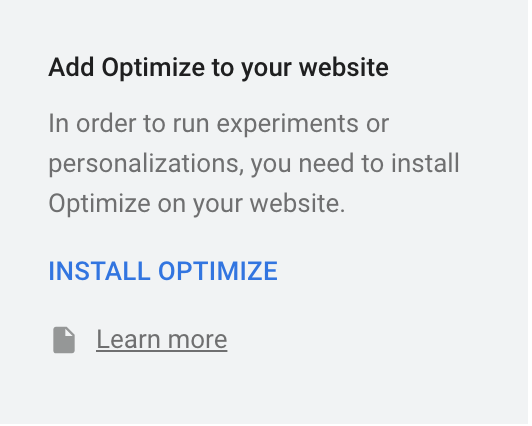 Add Optimize to your website
In order to run experiments or
personalizations, you need to install
Optimize on your website.
INSTALL OPTIMIZE
Learn more